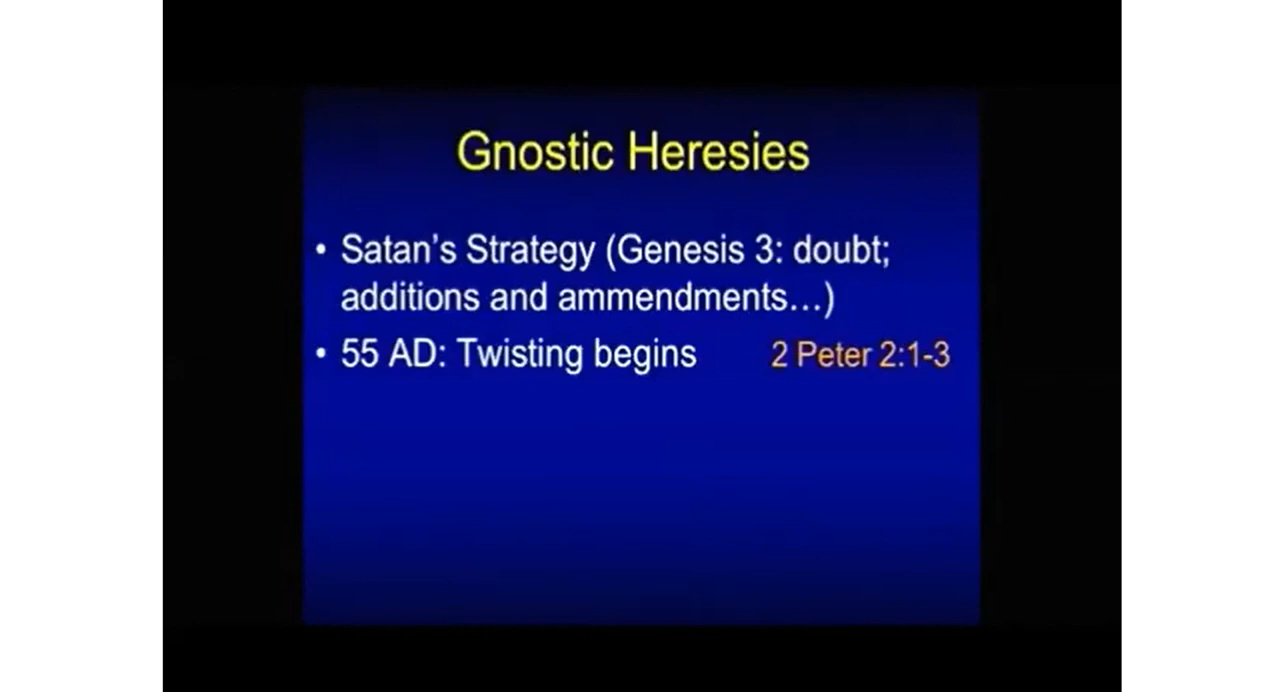 Gnostic Heresies
• Satan's Strategy (Genesis 3: doubt;
additions and ammendments…)
• 55 AD: Twisting begins 2 Peter 2:1-3